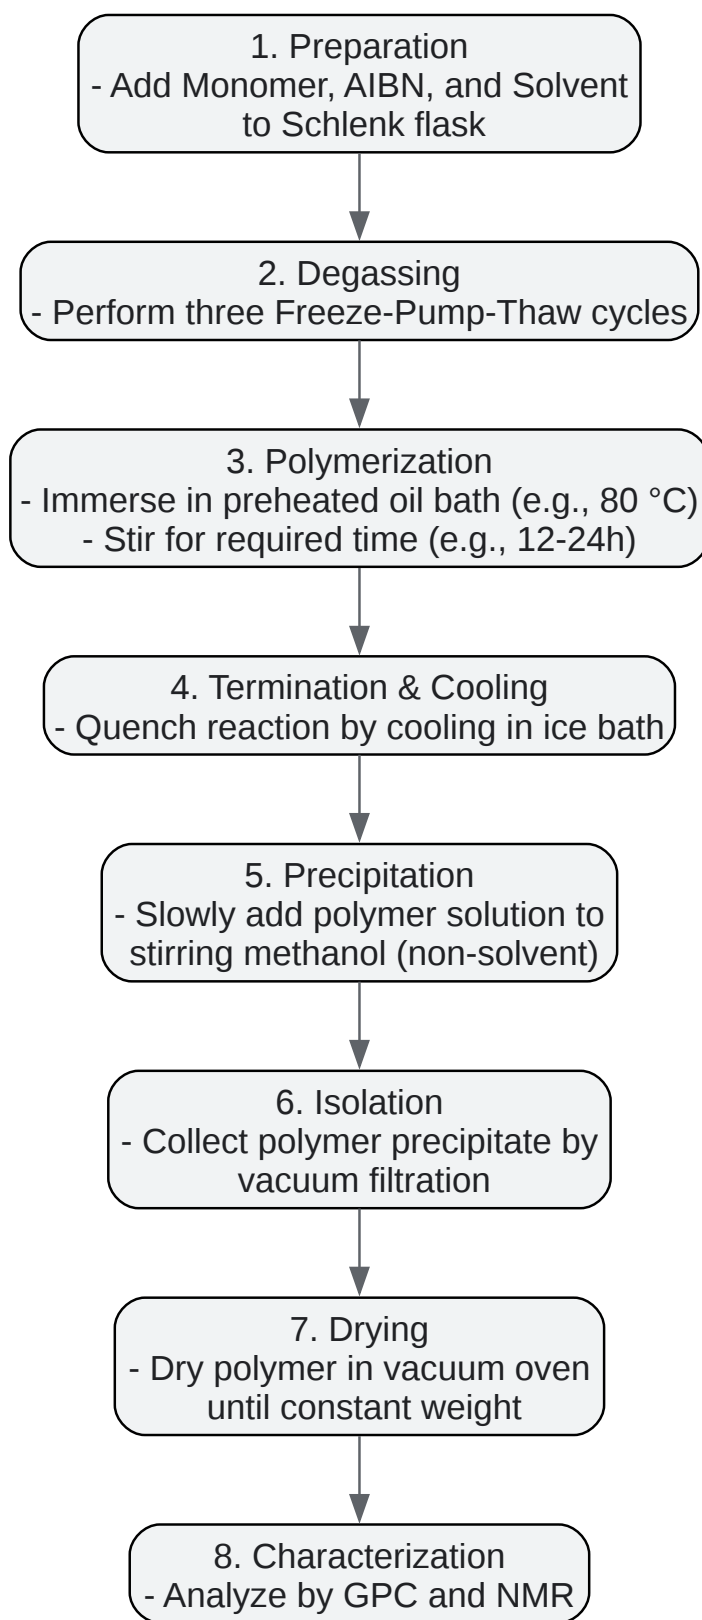 1. Preparation
- Add Monomer, AIBN, and Solvent
to Schlenk flask
2. Degassing
- Perform three Freeze-Pump-Thaw cycles
3. Polymerization
- Immerse in preheated oil bath (e.g., 80 °C)
- Stir for required time (e.g., 12-24h)
4. Termination & Cooling
- Quench reaction by cooling in ice bath
5. Precipitation
- Slowly add polymer solution to
stirring methanol (non-solvent)
6. Isolation
- Collect polymer precipitate by
vacuum filtration
7. Drying
- Dry polymer in vacuum oven
until constant weight
8. Characterization
- Analyze by GPC and NMR